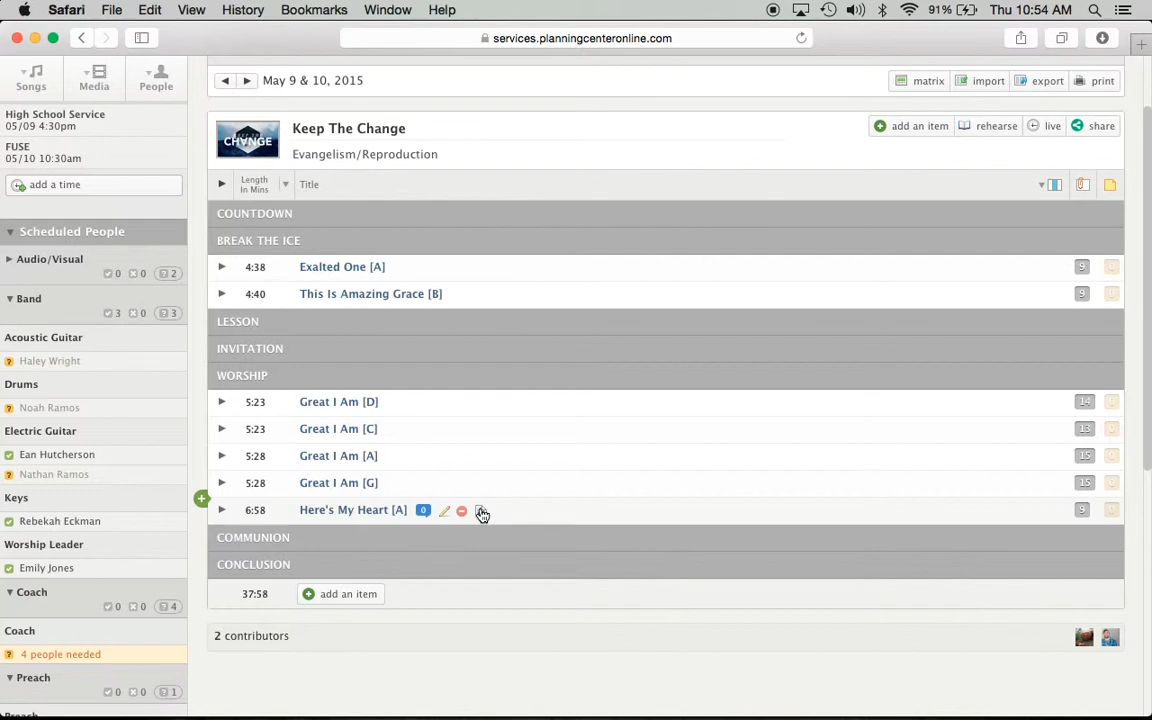 Safari File Edit View History Bookmarks Window Help 91% Thu 10:54 AM
services.planningcenteronline.com
Songs Media People
May 9 & 10, 2015 matrix import export print
High School Service
05/09 4:30pm
FUSE
05/10 10:30am
add a time
CHANGE
Keep The Change
Evangelism/Reproduction
add an item rehearse live share
Length In Mins Title
Scheduled People
Audio/Visual
0 0 2
Band
3 0 3
Acoustic Guitar
Haley Wright
Drums
Noah Ramos
Electric Guitar
Ean Hutcherson
Nathan Ramos
Keys
Rebekah Eckman
Worship Leader
Emily Jones
Coach
0 0 4
Coach
4 people needed
Preach
0 0 1
COUNTDOWN
BREAK THE ICE
4:38 Exalted One [A] 9
4:40 This Is Amazing Grace [B] 9
LESSON
INVITATION
WORSHIP
5:23 Great I Am [D] 14
5:23 Great I Am [C] 13
5:28 Great I Am [A] 15
5:28 Great I Am [G] 15
6:58 Here's My Heart [A] 0 9
COMMUNION
CONCLUSION
37:58 add an item
2 contributors